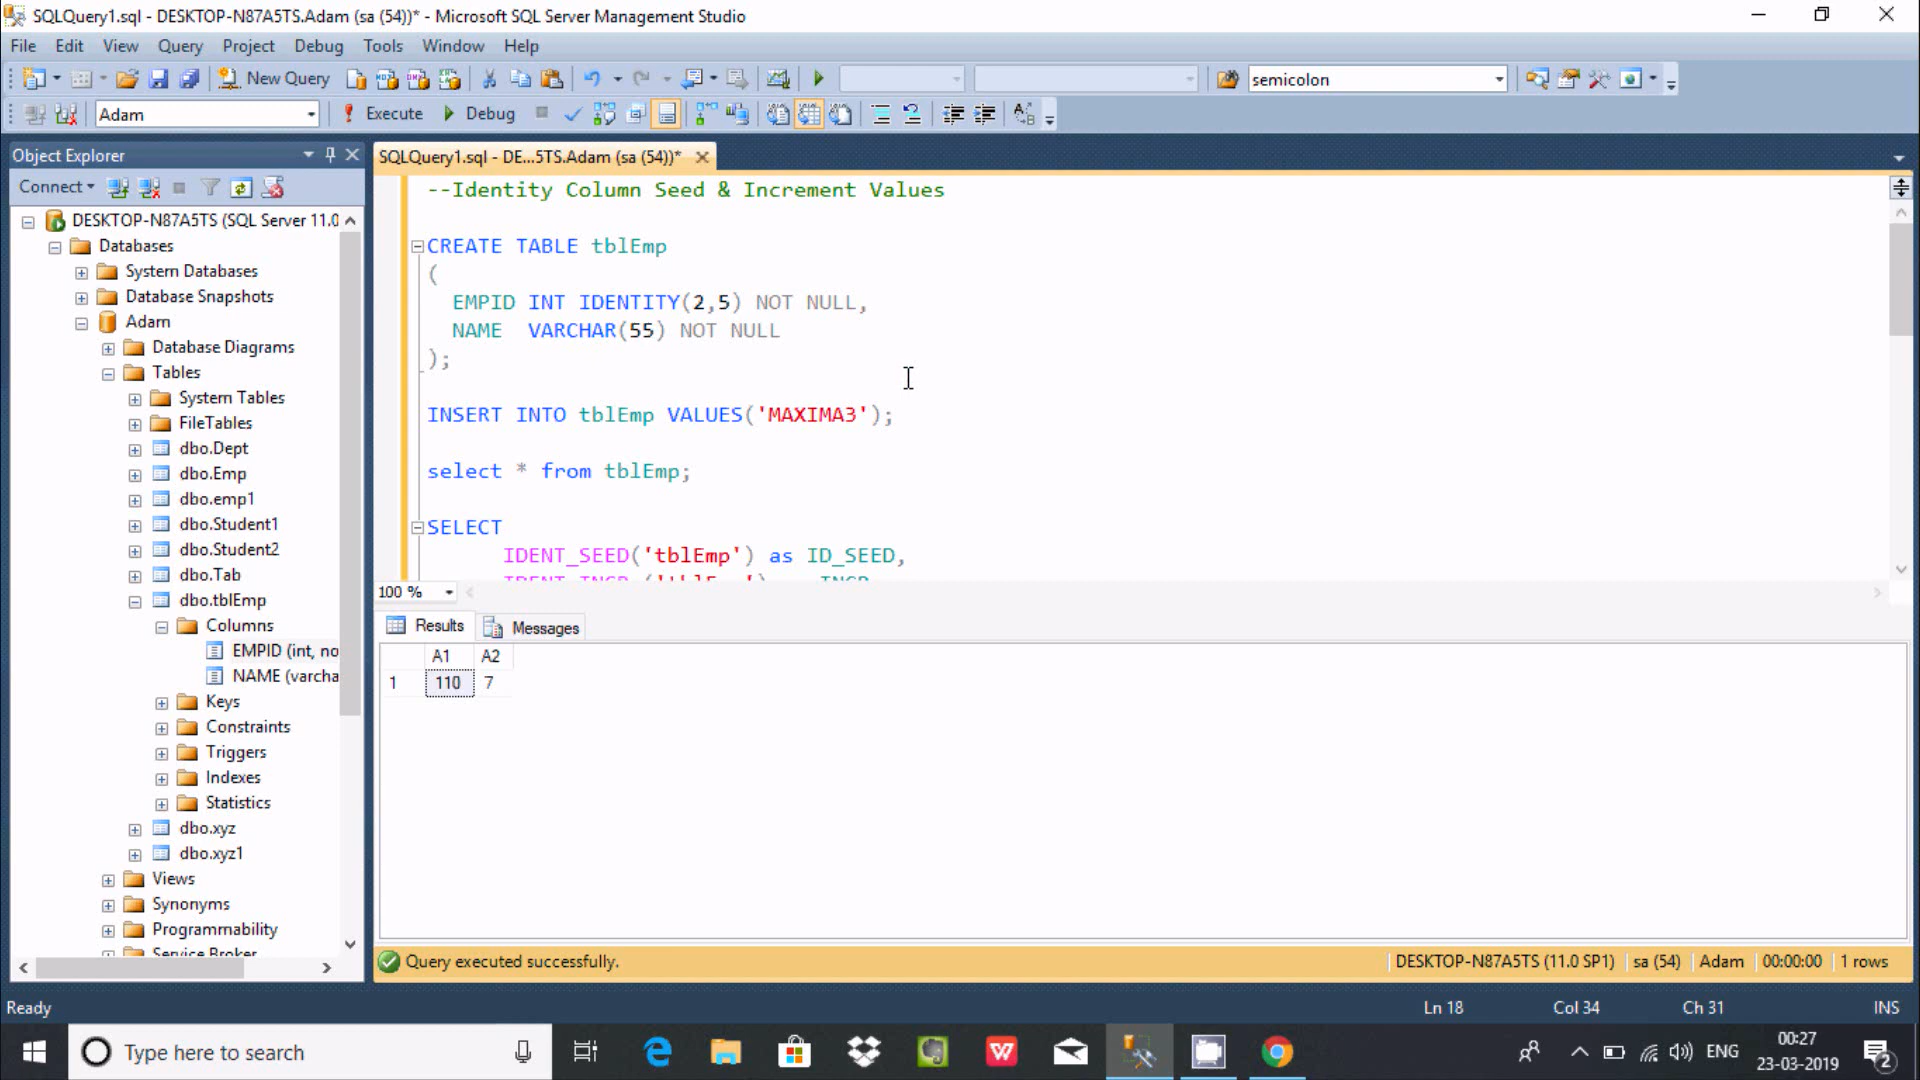 SQLQuery1.sql - DESKTOP-N87A5TS.Adam (sa (54))* - Microsoft SQL Server Management Studio
File Edit View Query Project Debug Tools Window Help
New Query semicolon
Adam Execute Debug
Object Explorer
Connect
DESKTOP-N87A5TS (SQL Server 11.0
Databases
System Databases
Database Snapshots
Adam
Database Diagrams
Tables
System Tables
FileTables
dbo.Dept
dbo.Emp
dbo.emp1
dbo.Student1
dbo.Student2
dbo.Tab
dbo.tblEmp
Columns
EMPID (int, no
NAME (varcha
Keys
Constraints
Triggers
Indexes
Statistics
dbo.xyz
dbo.xyz1
Views
Synonyms
Programmability
Service Broker
SQLQuery1.sql - DE...5TS.Adam (sa (54))*
--Identity Column Seed & Increment Values
CREATE TABLE tblEmp
(
EMPID INT IDENTITY(2,5) NOT NULL,
NAME VARCHAR(55) NOT NULL
);
INSERT INTO tblEmp VALUES('MAXIMA3');
select * from tblEmp;
SELECT
IDENT_SEED('tblEmp') as ID_SEED,
100 %
Results Messages
A1 A2
1 110 7
Query executed successfully. DESKTOP-N87A5TS (11.0 SP1) sa (54) Adam 00:00:00 1 rows
Ready Ln 18 Col 34 Ch 31 INS
Type here to search
ENG
00:27
23-03-2019
2